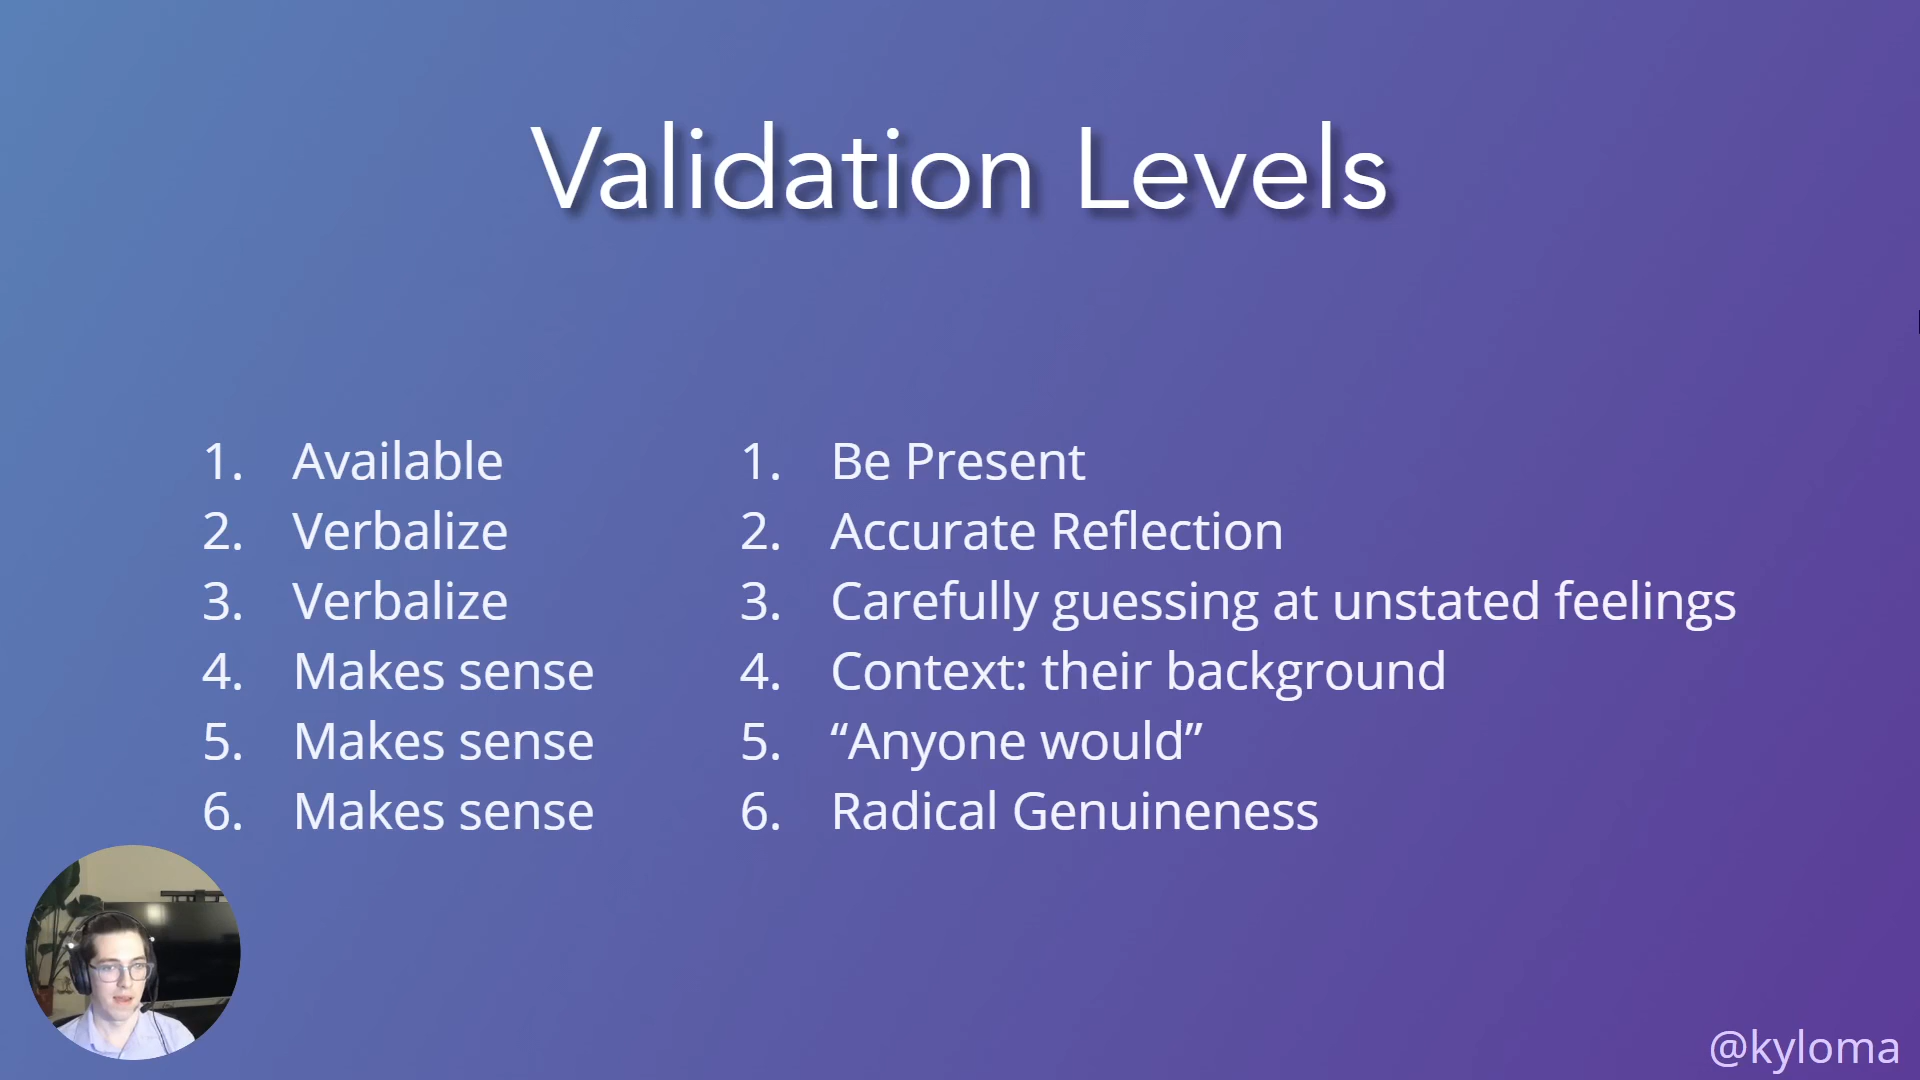 Validation Levels
1. Available
2. Verbalize
3. Verbalize
4. Makes sense
5. Makes sense
6. Makes sense
1. Be Present
2. Accurate Reflection
3. Carefully guessing at unstated feelings
4. Context: their background
5. “Anyone would”
6. Radical Genuineness
@kyloma